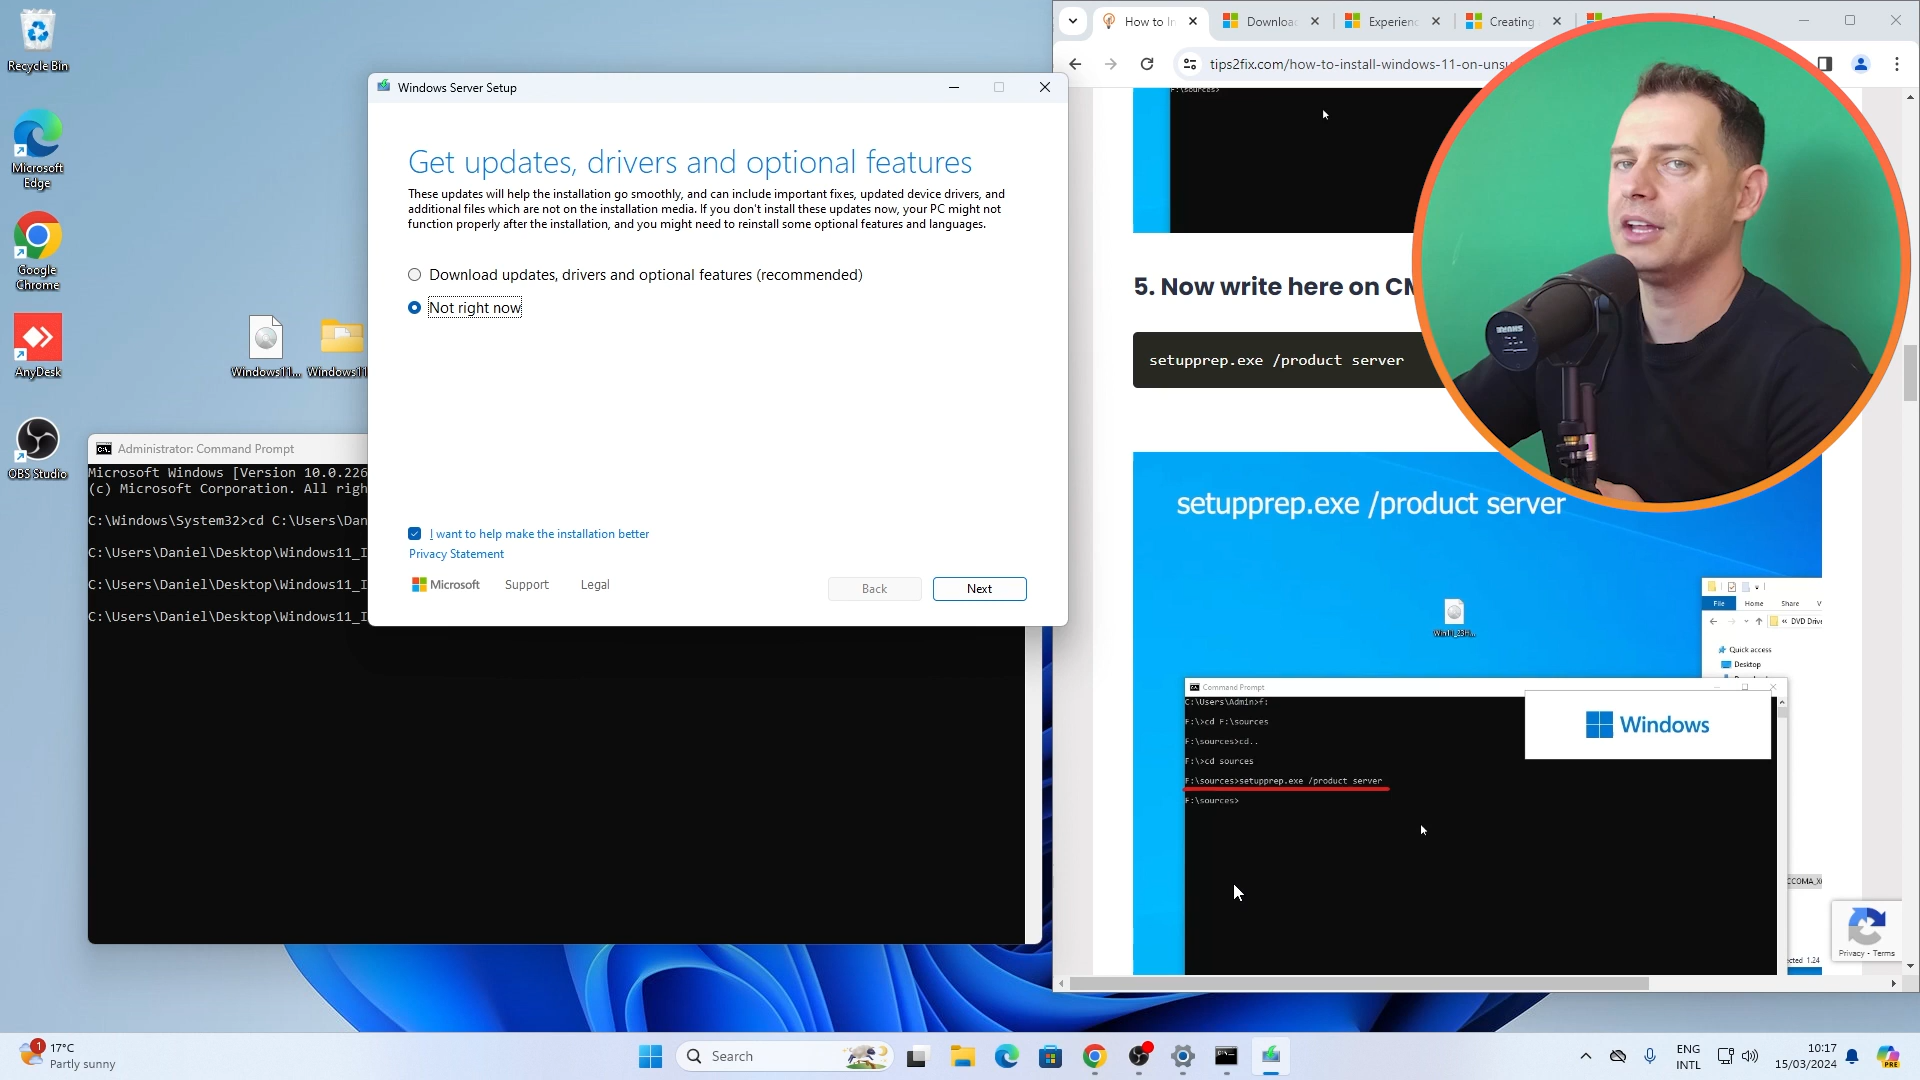 Recycle Bin
Microsoft
Edge
Google
Chrome
AnyDesk
OBS Studio
Windows11...
Windows11
Administrator: Command Prompt
Microsoft Windows [Version 10.0.226
(c) Microsoft Corporation. All righ
C:\Windows\System32>cd C:\Users\Dan
C:\Users\Daniel\Desktop\Windows11_I
C:\Users\Daniel\Desktop\Windows11_I
C:\Users\Daniel\Desktop\Windows11_I
Windows Server Setup
Get updates, drivers and optional features
These updates will help the installation go smoothly, and can include important fixes, updated device drivers, and
additional files which are not on the installation media. If you don't install these updates now, your PC might not
function properly after the installation, and you might need to reinstall some optional features and languages.
Download updates, drivers and optional features (recommended)
Not right now
I want to help make the installation better
Privacy Statement
Microsoft
Support
Legal
Back
Next
How to In
Downloa
Experienc
Creating
tips2fix.com/how-to-install-windows-11-on-unsu
F:\sources>
5. Now write here on CM
setupprep.exe /product server
SHURE
setupprep.exe /product server
File
Home
Share
V
DVD Drive
Quick access
Desktop
Command Prompt
C:\Users\Admin>f:
F:\>cd F:\sources
F:\sources>cd..
F:\>cd sources
F:\sources>setupprep.exe /product server
F:\sources>
Windows
Privacy - Terms
1.24
17°C
Partly sunny
1
Search
PRE
ENG
INTL
10:17
15/03/2024